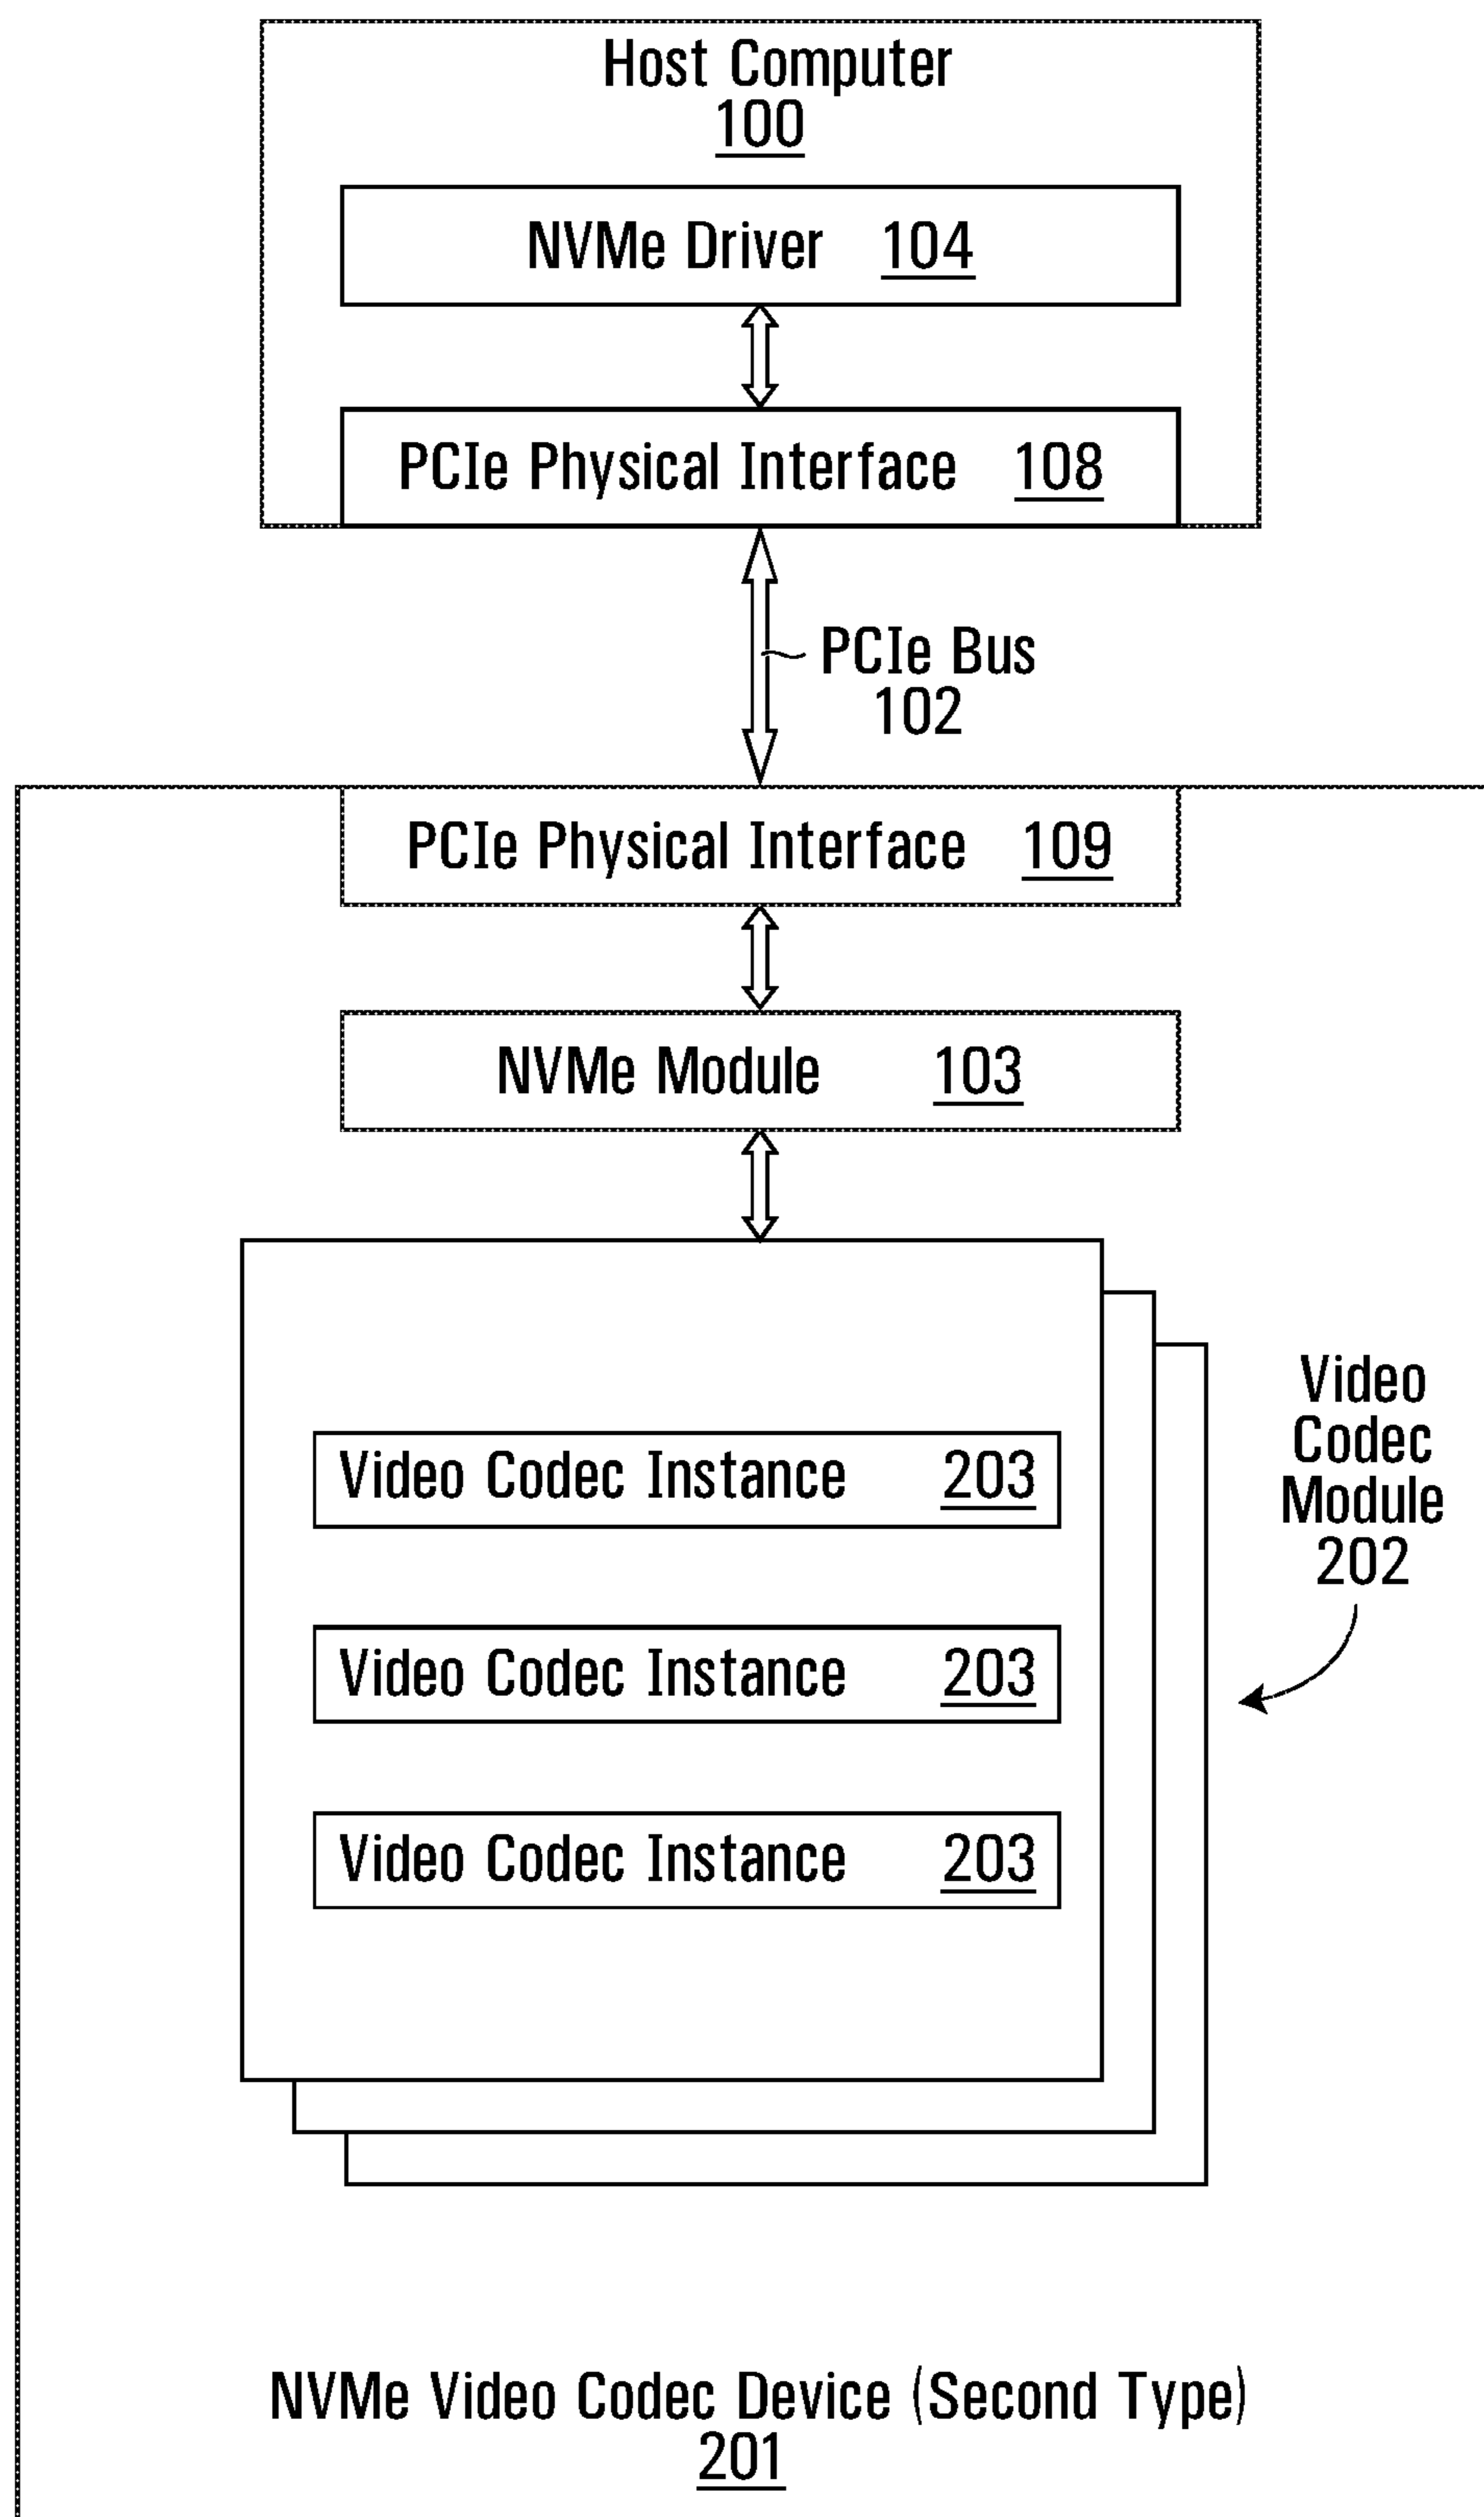 Host Computer
100
NVMe Driver 104
PCIe Physical Interface 108
PCIe Bus
102
PCIe Physical Interface 109
NVMe Module 103
Video Codec Instance 203
Video Codec Instance 203
Video Codec Instance 203
Video
Codec
Module
202
NVMe Video Codec Device (Second Type)
201